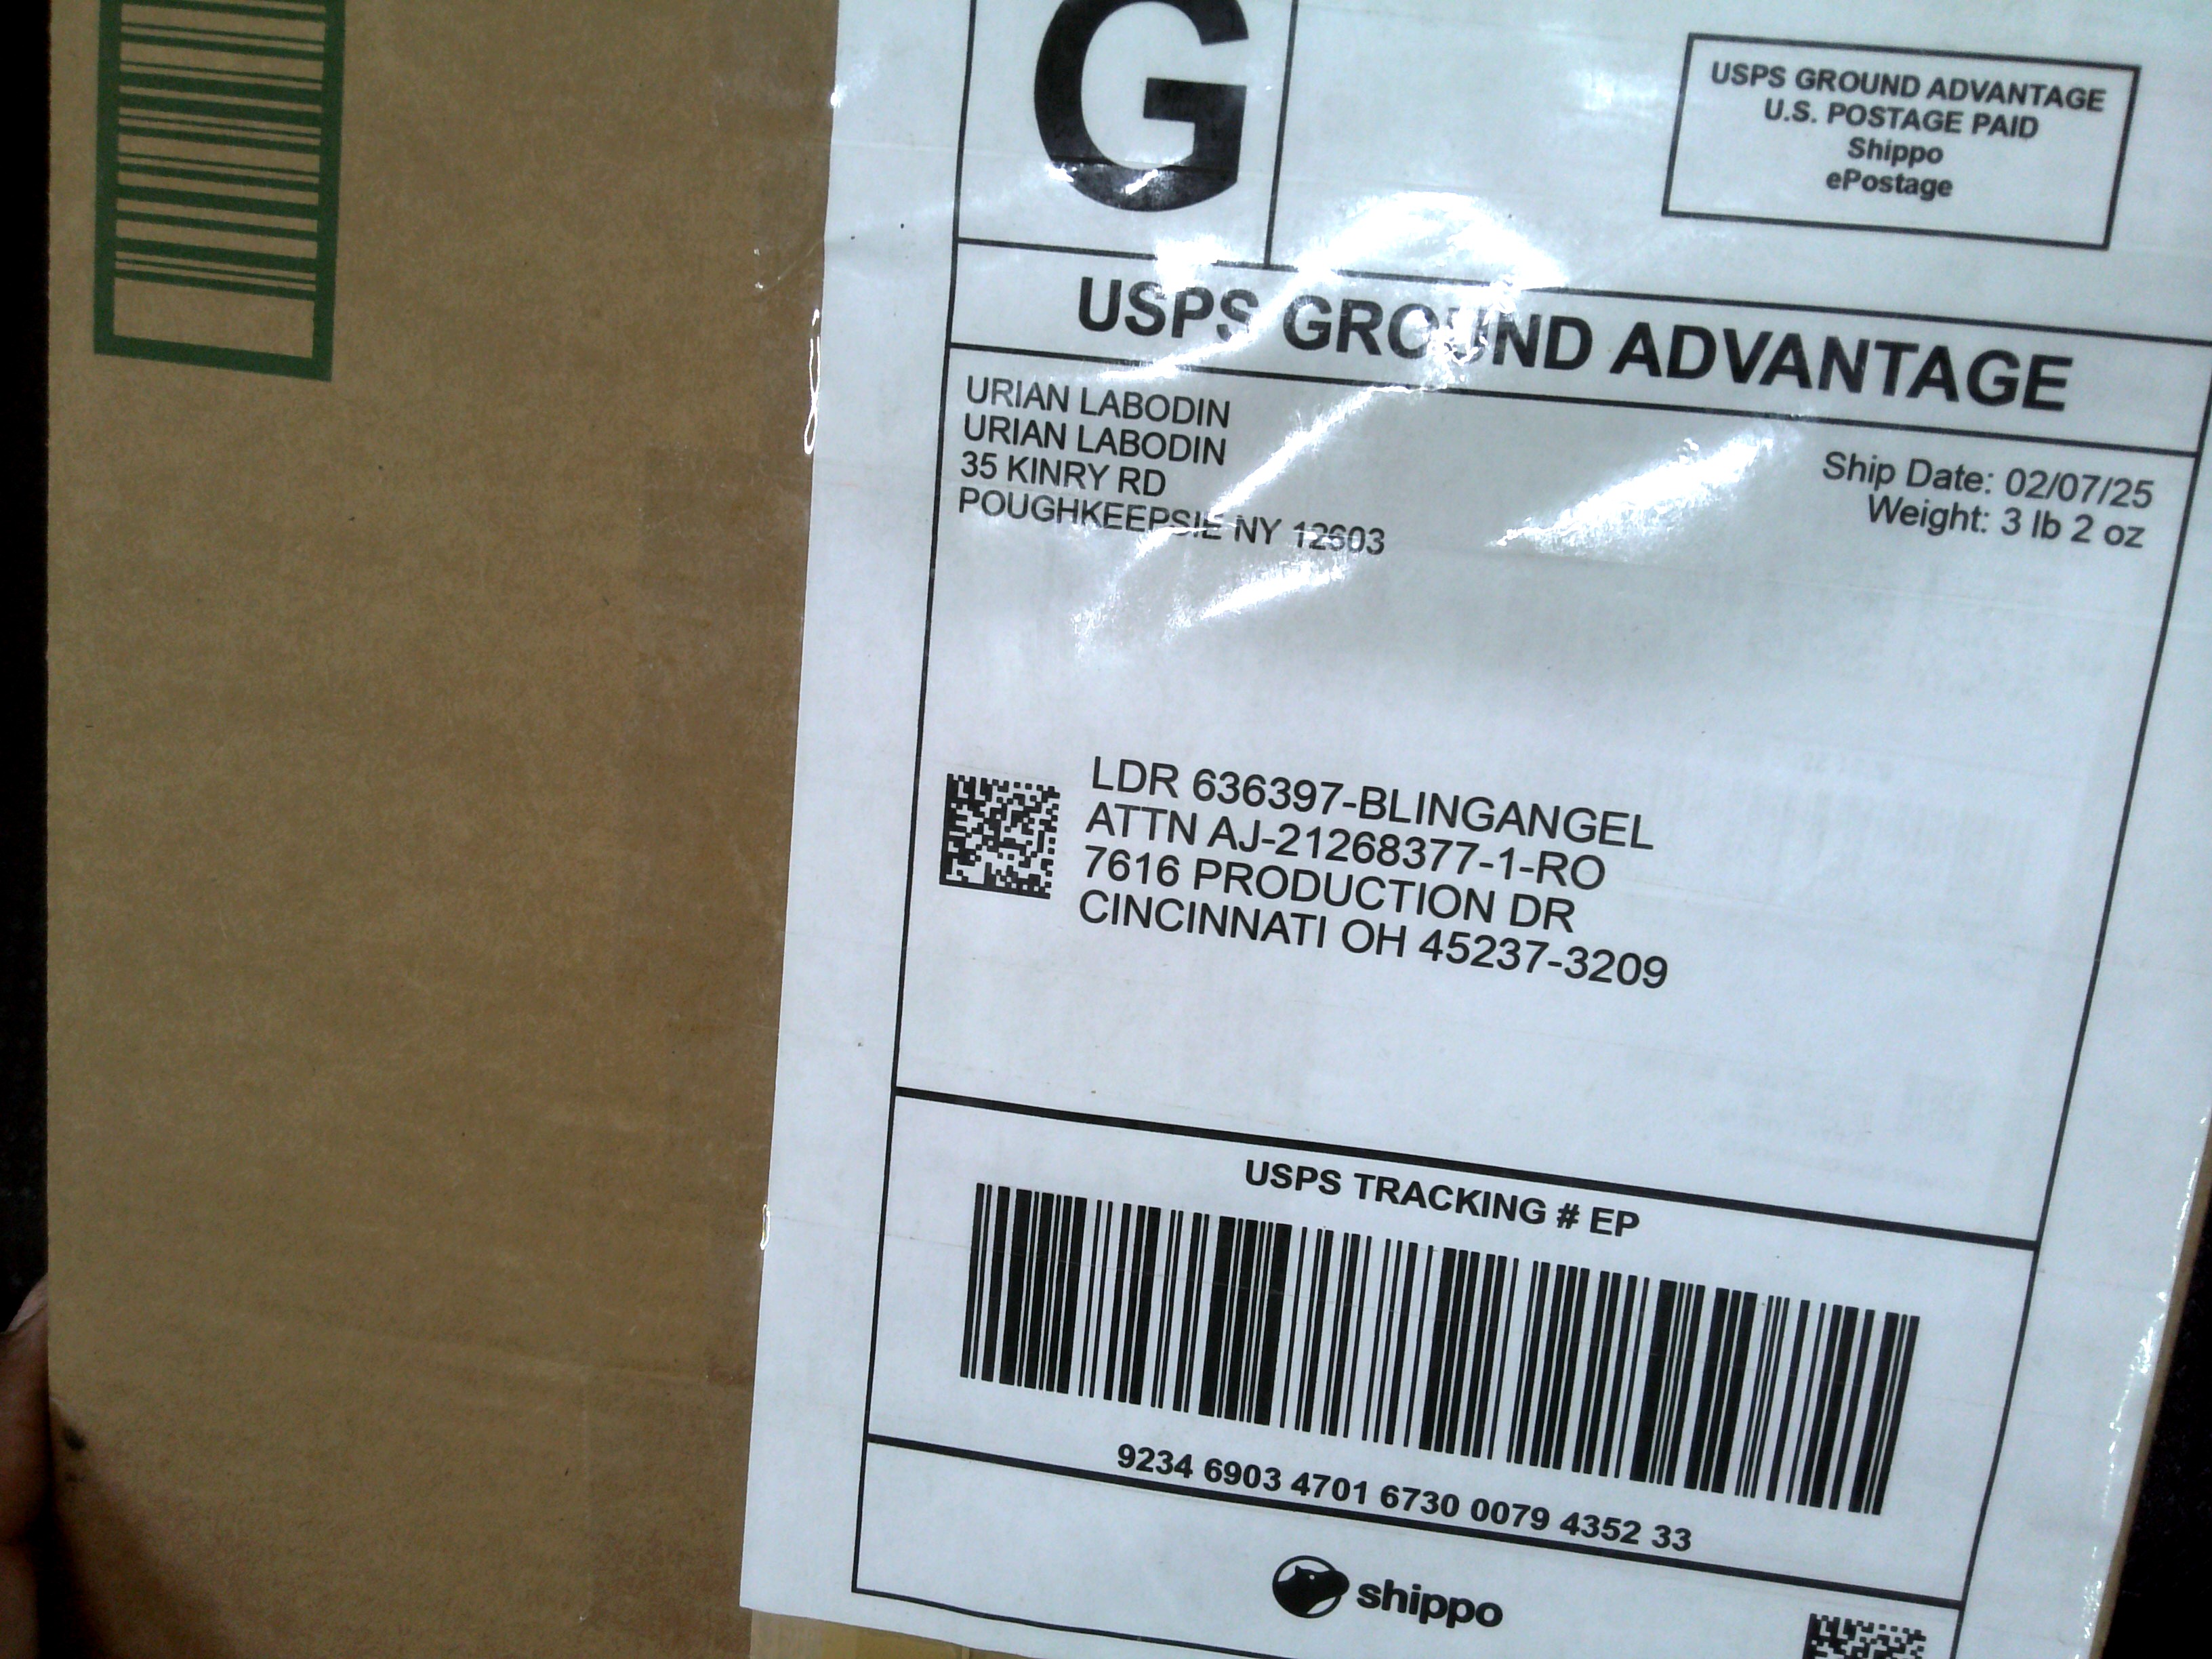 G
USPS GROUND ADVANTAGE
U.S. POSTAGE PAID
Shippo
ePostage
USPS GROUND ADVANTAGE
URIAN LABODIN
URIAN LABODIN
35 KINRY RD
POUGHKEEPSIE NY 12603
Ship Date: 02/07/25
Weight: 3 lb 2 oz
LDR 636397-BLINGANGEL
ATTN AJ-21268377-1-RO
7616 PRODUCTION DR
CINCINNATI OH 45237-3209
USPS TRACKING # EP
9234 6903 4701 6730 0079 4352 33
shippo